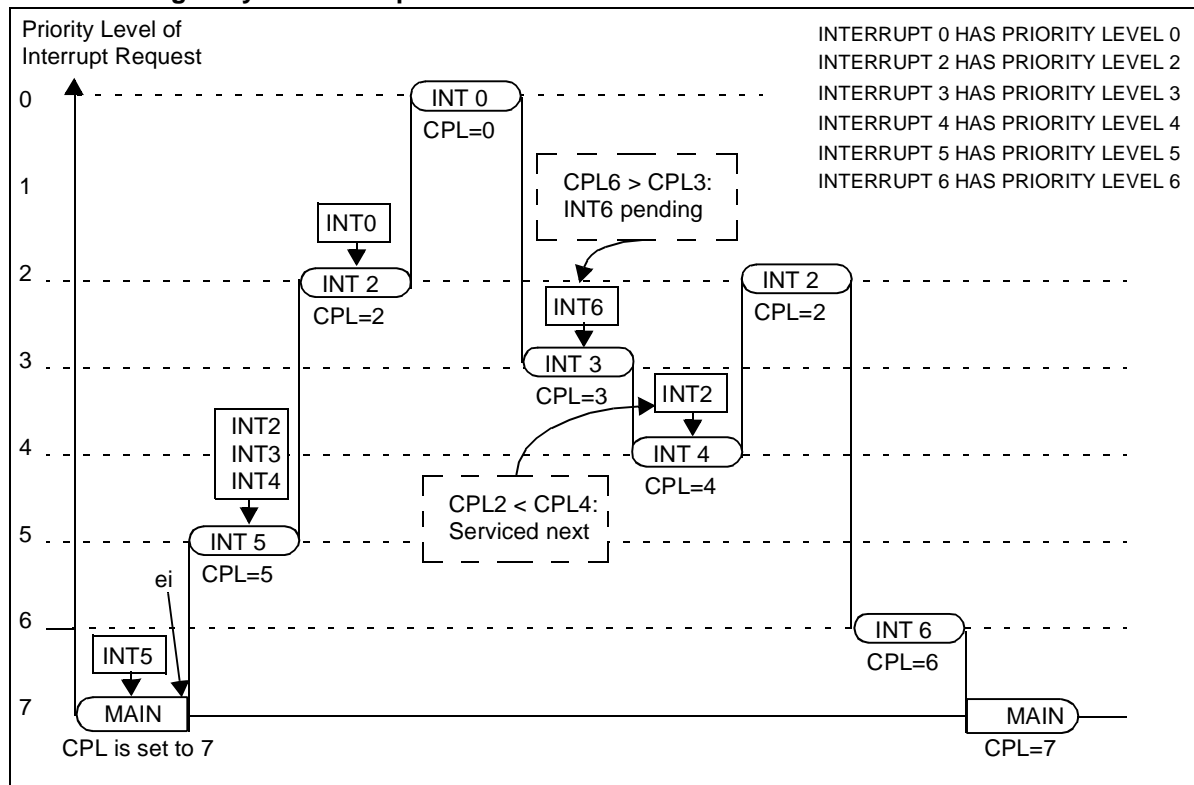 Priority Level of
Interrupt Request
INTERRUPT 0 HAS PRIORITY LEVEL 0
INTERRUPT 2 HAS PRIORITY LEVEL 2
INTERRUPT 3 HAS PRIORITY LEVEL 3
INTERRUPT 4 HAS PRIORITY LEVEL 4
INTERRUPT 5 HAS PRIORITY LEVEL 5
INTERRUPT 6 HAS PRIORITY LEVEL 6
0
INT 0
CPL=0
1
CPL6 > CPL3:
INT6 pending
INT0
2
INT 2
CPL=2
INT 2
CPL=2
INT6
3
INT 3
CPL=3
INT2
INT2
INT3
INT4
4
INT 4
CPL=4
CPL2 < CPL4:
Serviced next
5
INT 5
CPL=5
ei
6
INT 6
CPL=6
INT5
7
MAIN
CPL is set to 7
MAIN
CPL=7